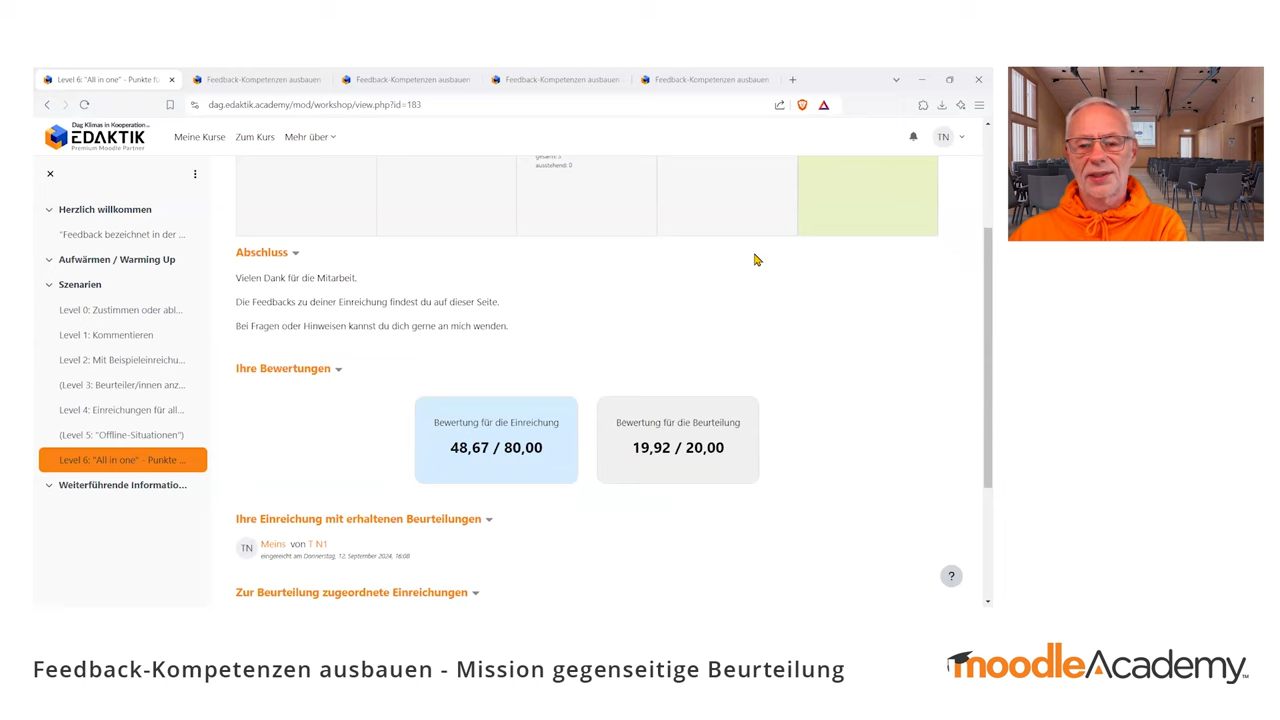 Level 6: "All in one" - Punkte fü
Feedback-Kompetenzen ausbauen
Feedback-Kompetenzen ausbauen
Feedback-Kompetenzen ausbauen
Feedback-Kompetenzen ausbauen
dag.edaktik.academy/mod/workshop/view.php?id=183
Dag Klimas in Kooperation...
EDAKTIK
Premium Moodle Partner
Meine Kurse
Zum Kurs
Mehr über
TN
Herzlich willkommen
"Feedback bezeichnet in der ...
Aufwärmen / Warming Up
Szenarien
Level 0: Zustimmen oder abl...
Level 1: Kommentieren
Level 2: Mit Beispieleinreichu...
(Level 3: Beurteiler/innen anz...
Level 4: Einreichungen für all...
(Level 5: "Offline-Situationen")
Level 6: "All in one" - Punkte ...
Weiterführende Informatio...
gesamt: 0
ausstehend: 0
Abschluss
Vielen Dank für die Mitarbeit.
Die Feedbacks zu deiner Einreichung findest du auf dieser Seite.
Bei Fragen oder Hinweisen kannst du dich gerne an mich wenden.
Ihre Bewertungen
Bewertung für die Einreichung
48,67 / 80,00
Bewertung für die Beurteilung
19,92 / 20,00
Ihre Einreichung mit erhaltenen Beurteilungen
TN
Meins von T N1
eingereicht am Donnerstag, 12. September 2024, 16:08
Zur Beurteilung zugeordnete Einreichungen
?
Feedback-Kompetenzen ausbauen - Mission gegenseitige Beurteilung
moodleAcademy™